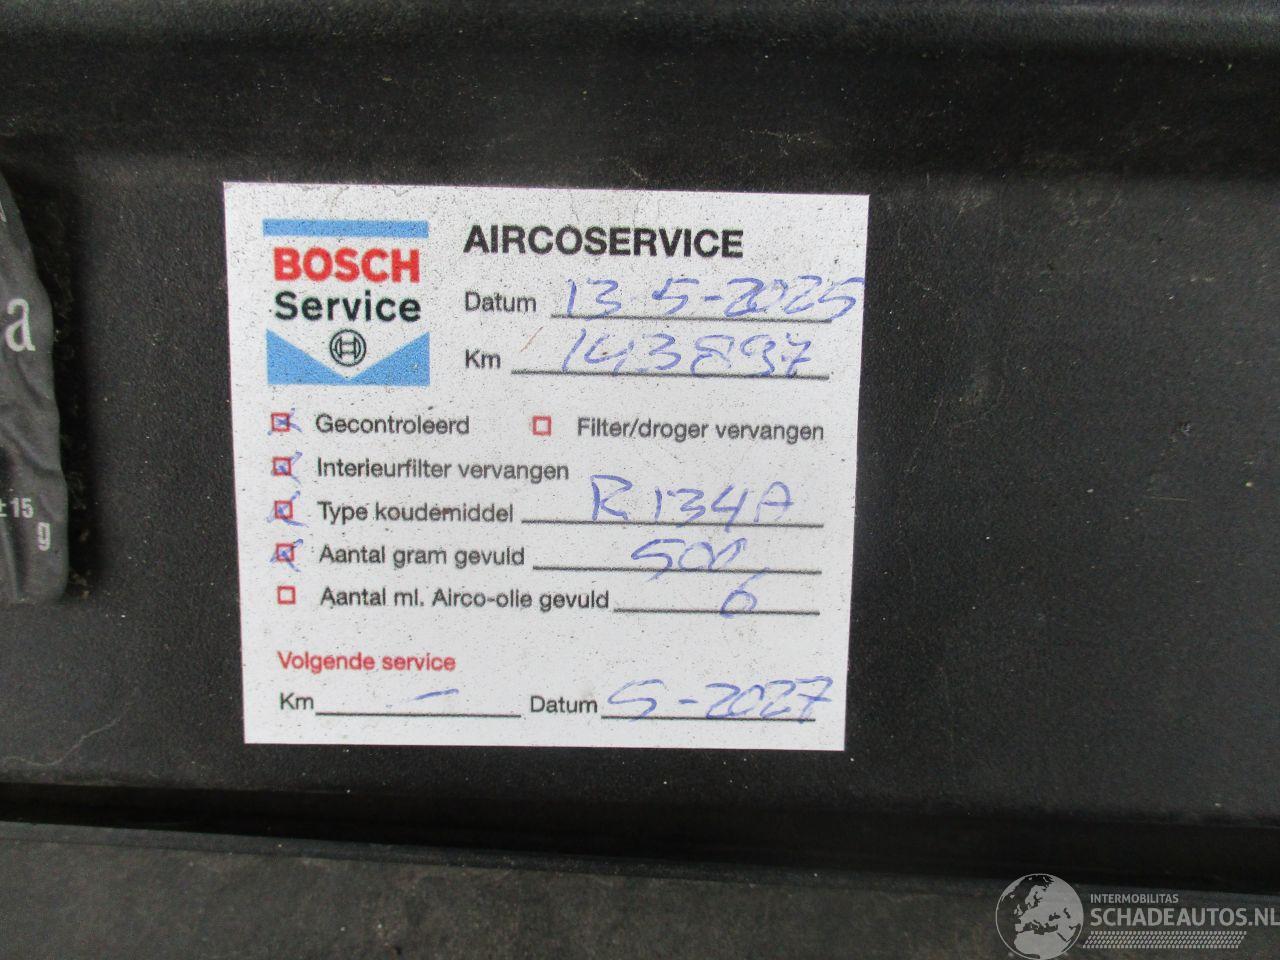 BOSCH
Service
AIRCOSERVICE
Datum 13 5-2025
Km 143897
Gecontroleerd
Filter/droger vervangen
Interieurfilter vervangen
Type koudemiddel R134A
Aantal gram gevuld 500
Aantal ml. Airco-olie gevuld 6
Volgende service
Km -
Datum 5-2027
a
±15
g
INTERMOBILITAS
SCHADEAUTOS.NL